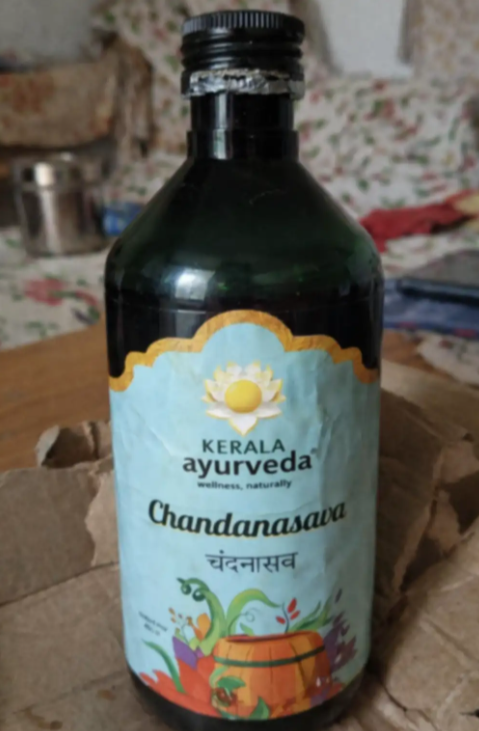 KERALA
ayurveda®
wellness, naturally
Chandanasava
चंदनासव